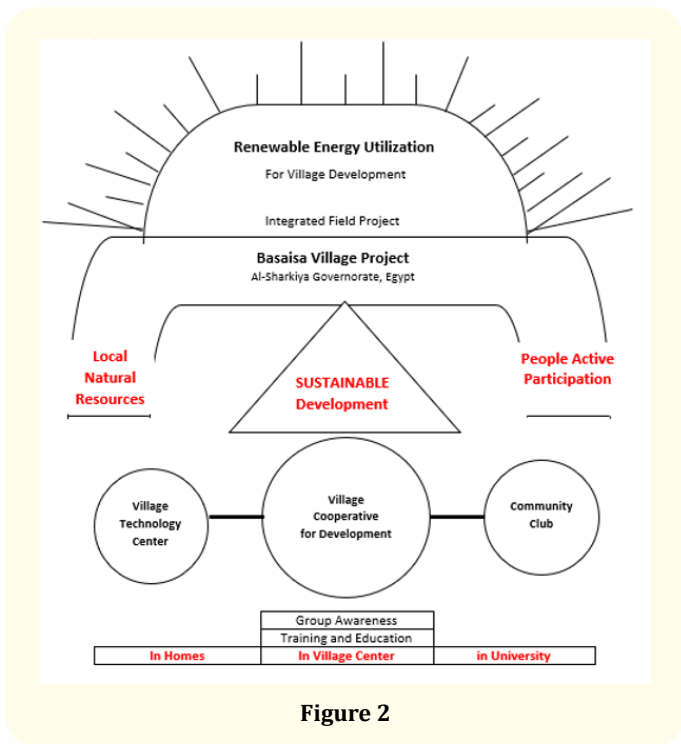 Renewable Energy Utilization
For Village Development
Integrated Field Project
Basaisa Village Project
Al-Sharkiya Governorate, Egypt
Local
Natural
Resources
SUSTAINABLE
Development
People Active
Participation
Village
Technology
Center
Village
Cooperative
for Development
Community
Club
Group Awareness
Training and Education
In Homes
In Village Center
in University
Figure 2